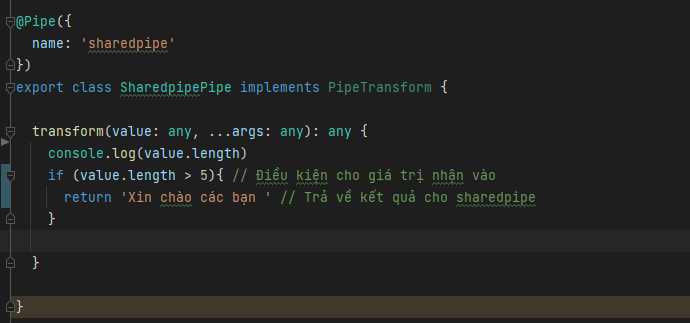 @Pipe({
name: 'sharedpipe'
})
export class SharedpipePipe implements PipeTransform {
transform(value: any, ...args: any): any {
console.log(value.length)
if (value.length > 5){ // Điều kiện cho giá trị nhận vào
return 'Xin chào các bạn ' // Trả về kết quả cho sharedpipe
}
}
}